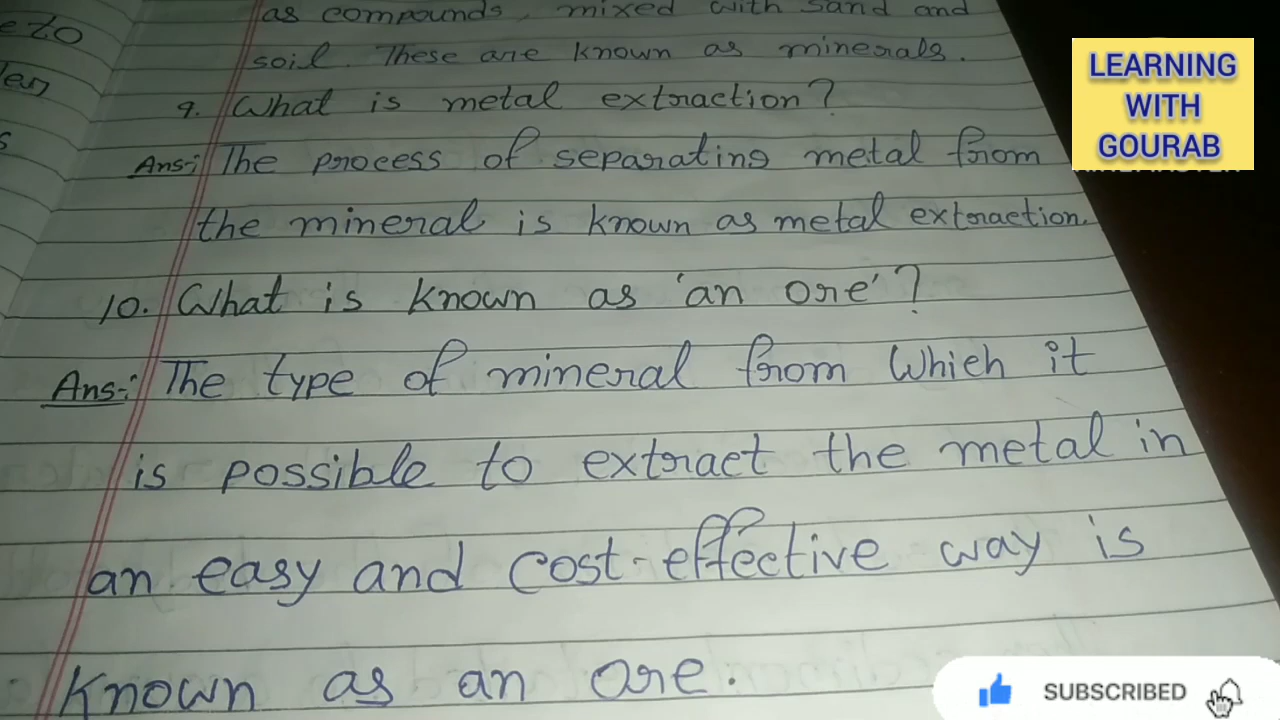 as compounds, mixed with sand and
soil. These are known as minerals.
9. What is metal extraction?
Ans:- The process of separating metal from
the mineral is known as metal extraction.
10. What is known as 'an ore'?
Ans:- The type of mineral from which it
is possible to extract the metal in
an easy and cost-effective way is
known as an ore.
LEARNING
WITH
GOURAB
SUBSCRIBED